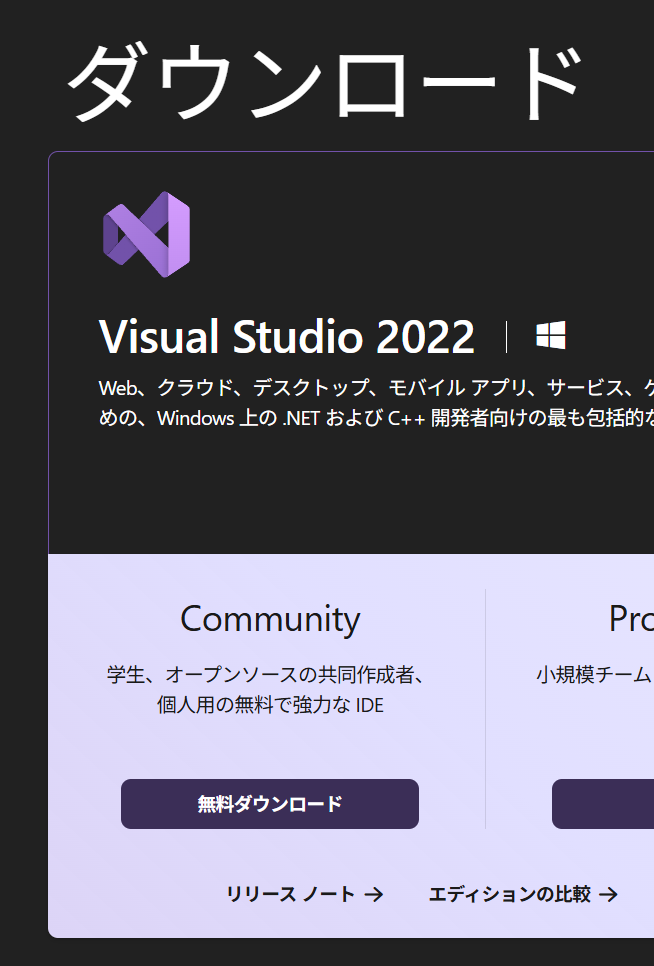 ダウンロード
Visual Studio 2022
Web、クラウド、デスクトップ、モバイル アプリ、サービス、
めの、Windows 上の .NET および C++ 開発者向けの最も包括的な
Community
学生、オープンソースの共同作成者、
個人用の無料で強力な IDE
無料ダウンロード
Pro
小規模チーム
リリース ノート →
エディションの比較 →